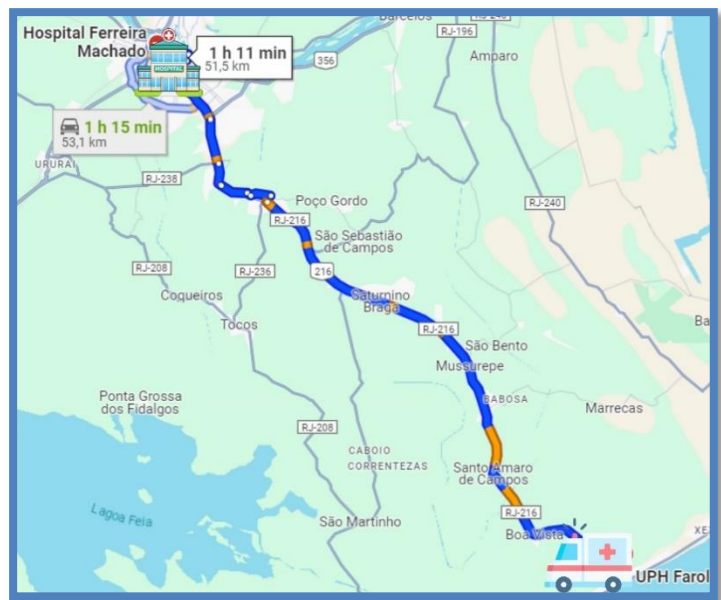 Barcelos
RJ-240
RJ-196
Hospital Ferreira
Machado
HOSPITAL
1 h 11 min
51,5 km
356
Amparo
1 h 15 min
53,1 km
URURAÍ
RJ-238
Poço Gordo
RJ-240
RJ-216
São Sebastião
de Campos
RJ-208
RJ-236
216
Coqueiros
Saturnino
Braga
Tocos
RJ-216
Ba
São Bento
Mussurepe
Ponta Grossa
dos Fidalgos
BABOSA
Marrecas
RJ-208
CABOIO
CORRENTEZAS
Santo Amaro
de Campos
Lagoa Feia
São Martinho
RJ-216
Boa Vista
XE
UPH Farol